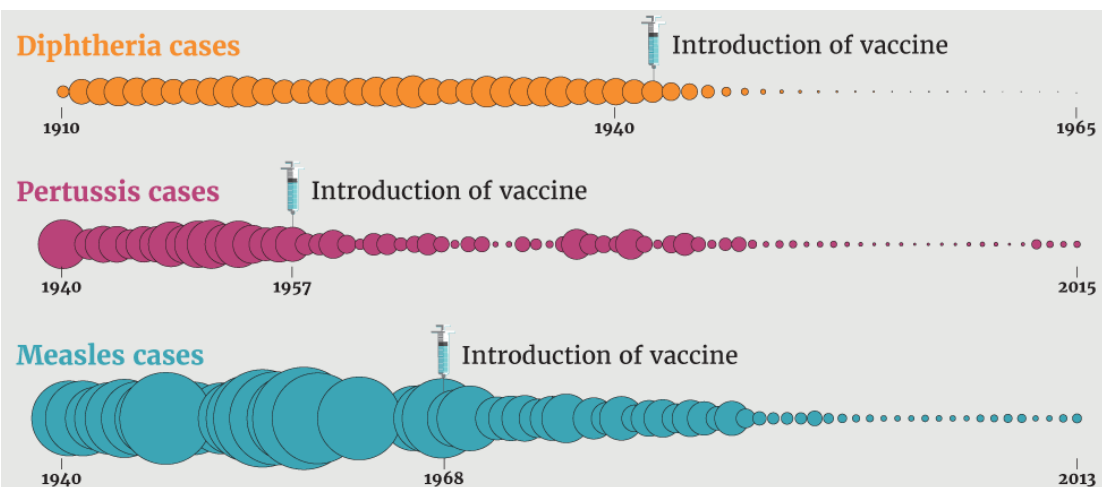 Diphtheria cases
Introduction of vaccine
1910
1940
1965
Pertussis cases
Introduction of vaccine
1940
1957
2015
Measles cases
Introduction of vaccine
1940
1968
2013